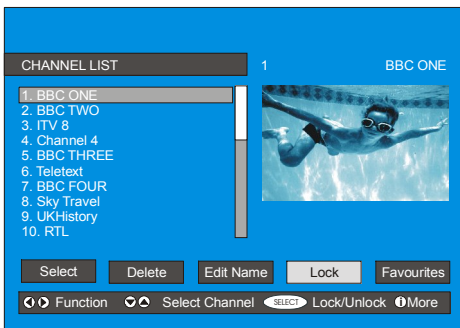 CHANNEL LIST 1 BBC ONE
1. BBC ONE
2. BBC TWO
3. ITV 8
4. Channel 4
5. BBC THREE
6. Teletext
7. BBC FOUR
8. Sky Travel
9. UKHistory
10. RTL
Select Delete Edit Name Lock Favourites
Function Select Channel SELECT Lock/Unlock i More